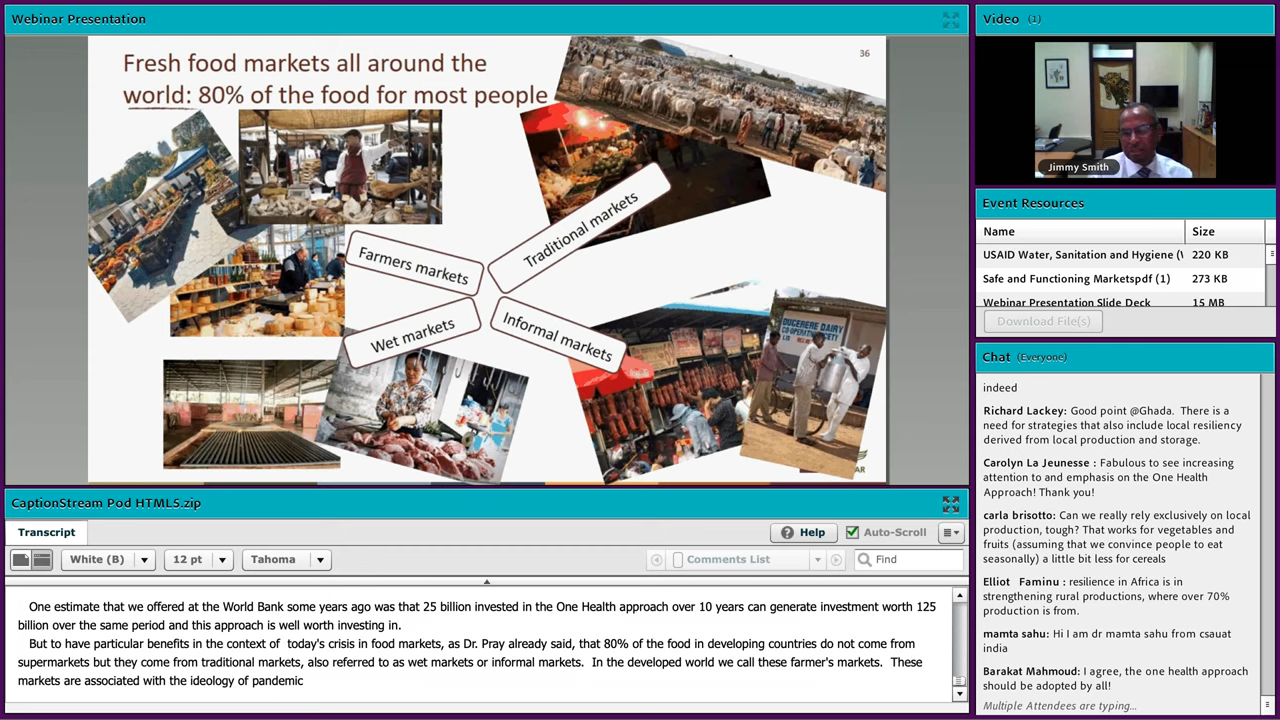 Webinar Presentation
Fresh food markets all around the
world: 80% of the food for most people
36
Traditional markets
Farmers markets
Wet markets
Informal markets
CaptionStream Pod HTML5.zip
Transcript
Help
Auto-Scroll
White (B)
12 pt
Tahoma
Comments List
Find
One estimate that we offered at the World Bank some years ago was that 25 billion invested in the One Health approach over 10 years can generate investment worth 125
billion over the same period and this approach is well worth investing in.
But to have particular benefits in the context of  today's crisis in food markets, as Dr. Pray already said, that 80% of the food in developing countries do not come from
supermarkets but they come from traditional markets, also referred to as wet markets or informal markets.  In the developed world we call these farmer's markets.  These
markets are associated with the ideology of pandemic
Video (1)
Jimmy Smith
Event Resources
Name Size
USAID Water, Sanitation and Hygiene 220 KB
Safe and Functioning Marketspdf (1) 273 KB
Webinar Presentation Slide Deck 15 MB
Download File(s)
Chat (Everyone)
indeed
Richard Lackey: Good point @Ghada.  There is a
need for strategies that also include local resiliency
derived from local production and storage.
Carolyn La Jeunesse : Fabulous to see increasing
attention to and emphasis on the One Health
Approach! Thank you!
carla brisotto: Can we really rely exclusively on local
production, tough? That works for vegetables and
fruits (assuming that we convince people to eat
seasonally) a little bit less for cereals
Elliot  Faminu : resilience in Africa is in
strengthening rural productions, where over 70%
production is from.
mamta sahu: Hi I am dr mamta sahu from csauat
india
Barakat Mahmoud: I agree, the one health approach
should be adopted by all!
Multiple Attendees are typing...